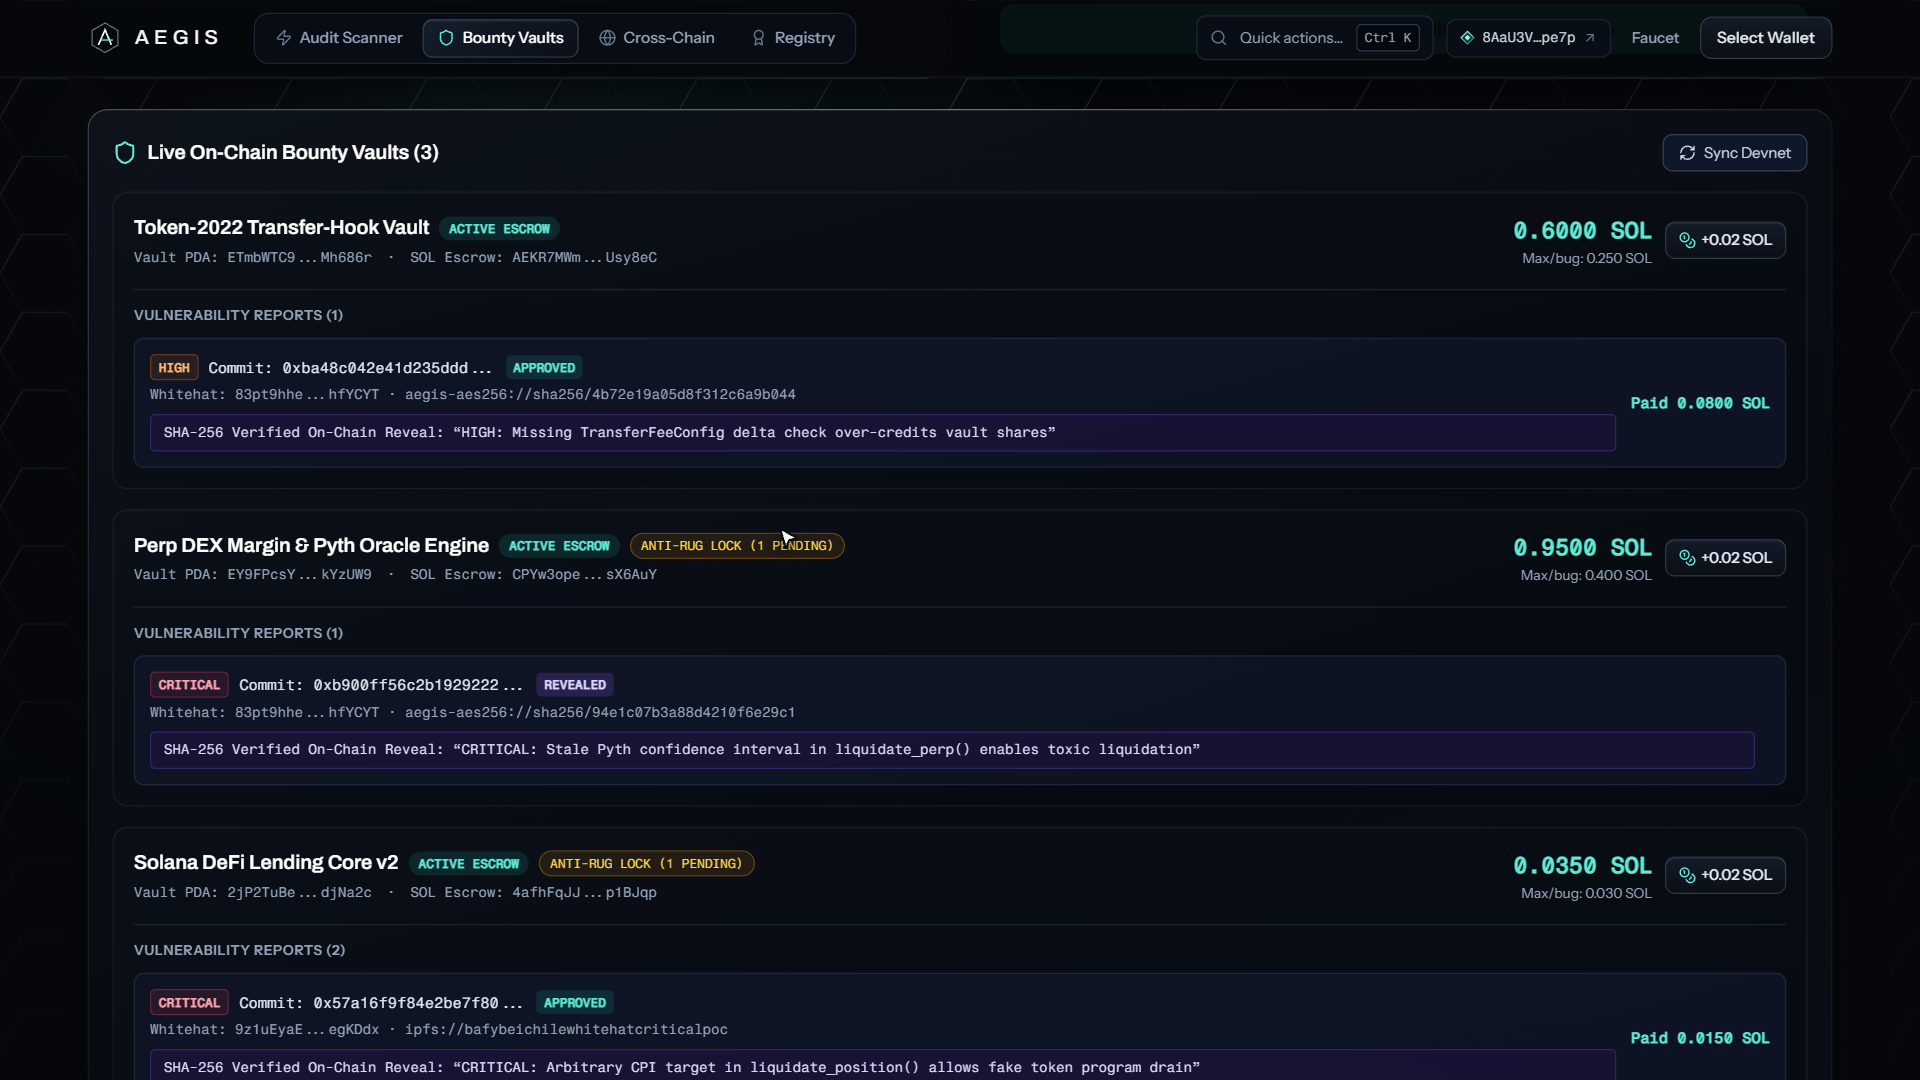 AEGIS
Audit Scanner
Bounty Vaults
Cross-Chain
Registry
Quick actions... Ctrl K
8AaU3V...pe7p
Faucet
Select Wallet
Live On-Chain Bounty Vaults (3)
Sync Devnet
Token-2022 Transfer-Hook Vault ACTIVE ESCROW
0.6000 SOL
+0.02 SOL
Vault PDA: ETmbWTC9...Mh686r · SOL Escrow: AEKR7MWm...Usy8eC
Max/bug: 0.250 SOL
VULNERABILITY REPORTS (1)
HIGH Commit: 0xba48c042e41d235ddd... APPROVED
Whitehat: 83pt9hhe...hfYCYT · aegis-aes256://sha256/4b72e19a05d8f312c6a9b044
Paid 0.0800 SOL
SHA-256 Verified On-Chain Reveal: “HIGH: Missing TransferFeeConfig delta check over-credits vault shares”
Perp DEX Margin & Pyth Oracle Engine ACTIVE ESCROW ANTI-RUG LOCK (1 PENDING)
0.9500 SOL
+0.02 SOL
Vault PDA: EY9FPcsY...kYzUW9 · SOL Escrow: CPYw3ope...sX6AuY
Max/bug: 0.400 SOL
VULNERABILITY REPORTS (1)
CRITICAL Commit: 0xb900ff56c2b1929222... REVEALED
Whitehat: 83pt9hhe...hfYCYT · aegis-aes256://sha256/94e1c07b3a88d4210f6e29c1
SHA-256 Verified On-Chain Reveal: “CRITICAL: Stale Pyth confidence interval in liquidate_perp() enables toxic liquidation”
Solana DeFi Lending Core v2 ACTIVE ESCROW ANTI-RUG LOCK (1 PENDING)
0.0350 SOL
+0.02 SOL
Vault PDA: 2jP2TuBe...djNa2c · SOL Escrow: 4afhFqJJ...p1BJqp
Max/bug: 0.030 SOL
VULNERABILITY REPORTS (2)
CRITICAL Commit: 0x57a16f9f84e2be7f80... APPROVED
Whitehat: 9z1uEyaE...egKDdx · ipfs://bafybeichilewhitehatcriticalpoc
Paid 0.0150 SOL
SHA-256 Verified On-Chain Reveal: “CRITICAL: Arbitrary CPI target in liquidate_position() allows fake token program drain”